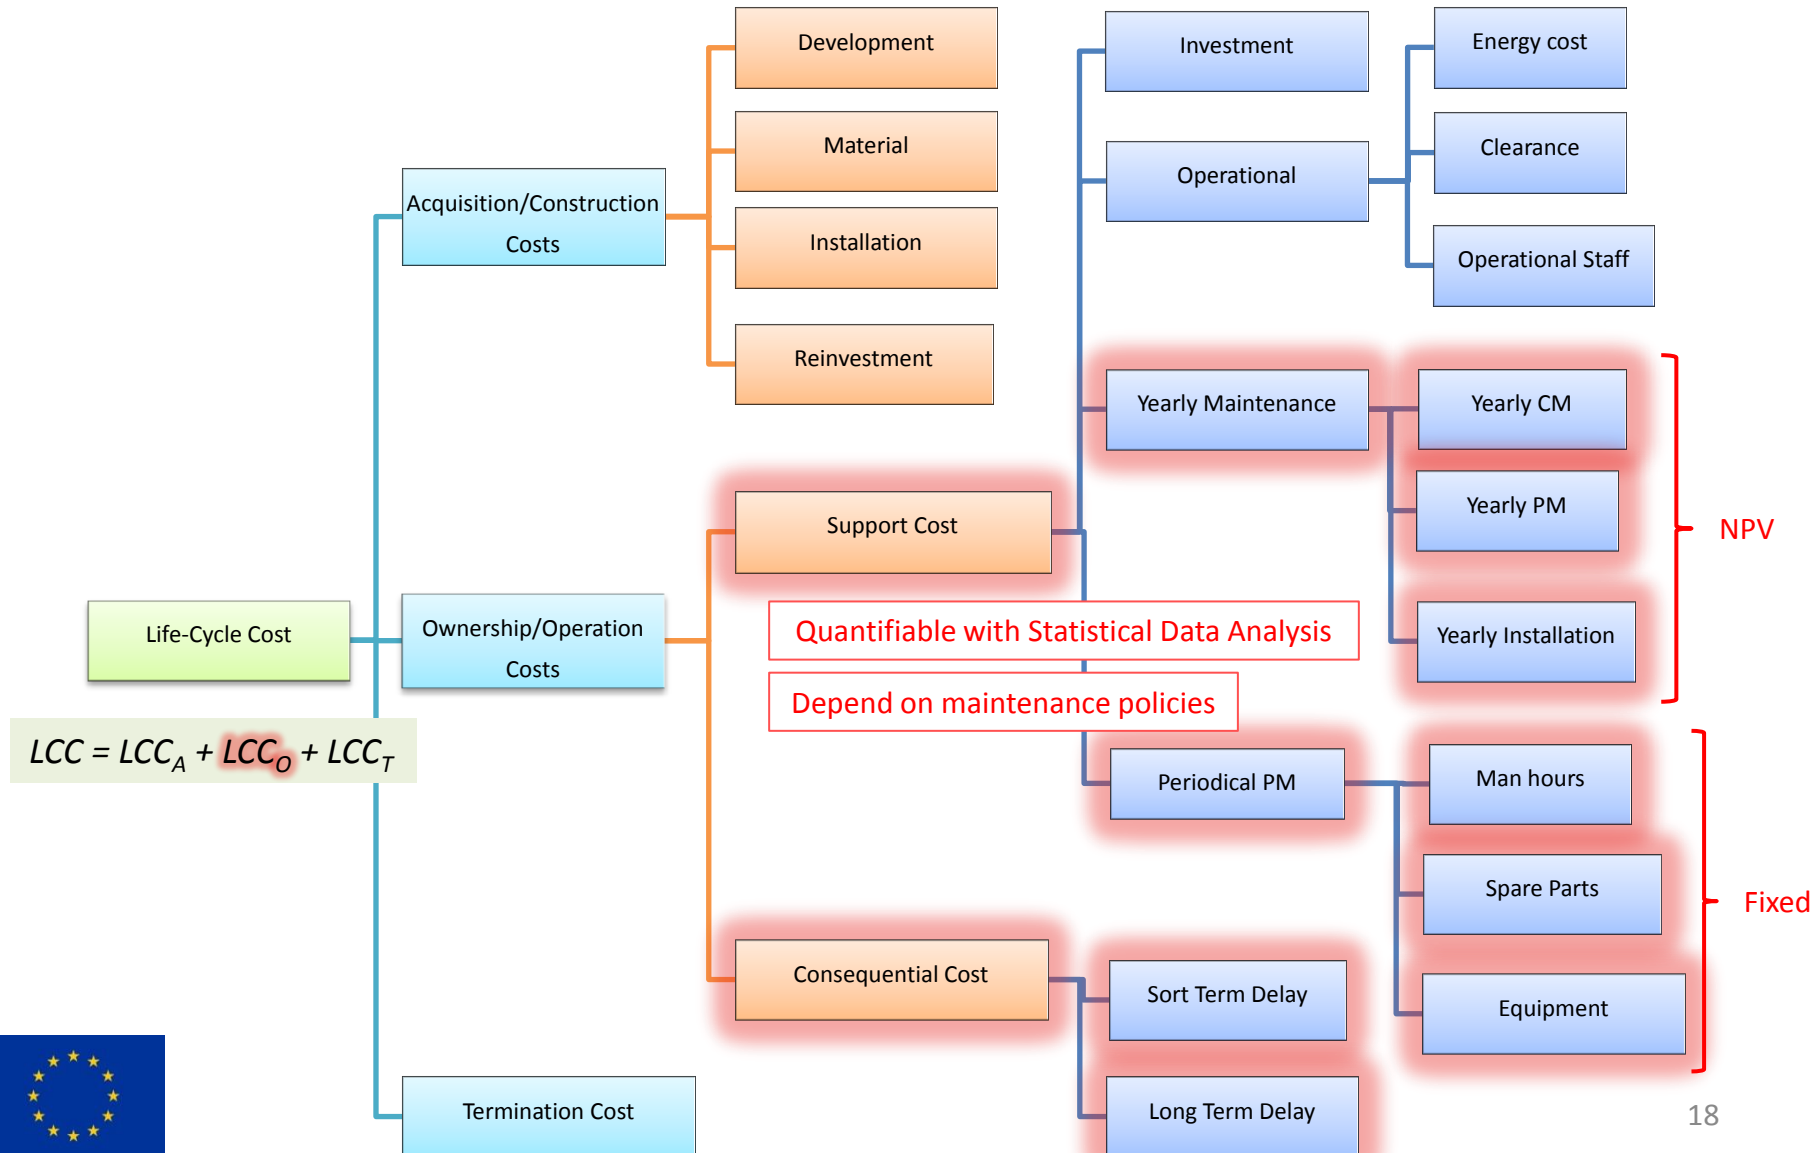 Development
Material
Installation
Reinvestment
Investment
Operational
Energy cost
Clearance
Operational Staff
Acquisition/Construction
Costs
Yearly Maintenance
Yearly CM
Yearly PM
Yearly Installation
NPV
Support Cost
Quantifiable with Statistical Data Analysis
Depend on maintenance policies
Life-Cycle Cost
Ownership/Operation
Costs
LCC = LCC_A + LCC_O + LCC_T
Periodical PM
Man hours
Spare Parts
Equipment
Fixed
Consequential Cost
Sort Term Delay
Long Term Delay
Termination Cost
18